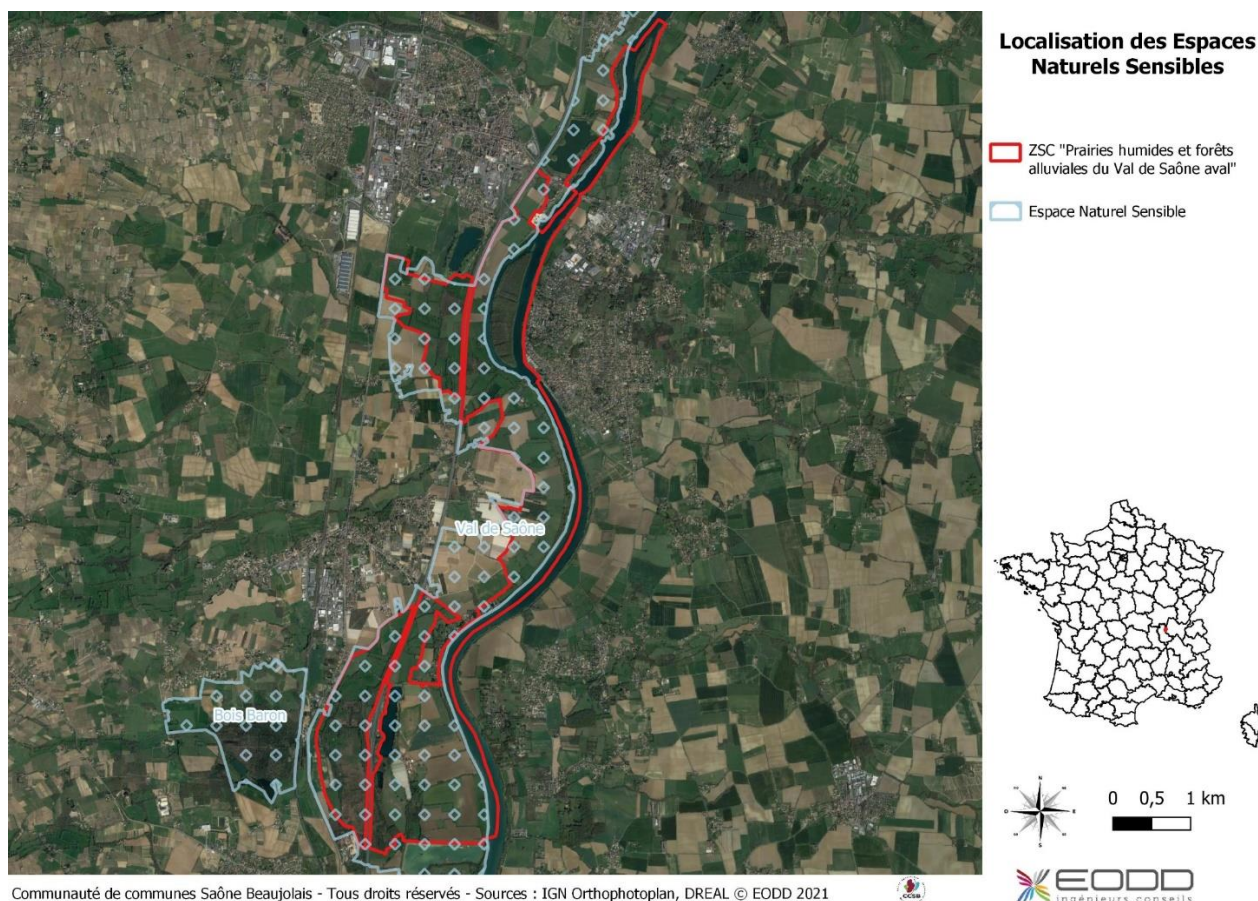 Localisation des Espaces
Naturels Sensibles
ZSC "Prairies humides et forêts
alluviales du Val de Saône aval"
Espace Naturel Sensible
Val de Saône
Bois Baron
N
O
E
S
0 0,5 1 km
Communauté de communes Saône Beaujolais - Tous droits réservés - Sources : IGN Orthophotoplan, DREAL © EODD 2021
CCSB
EODD
ingénieurs conseils